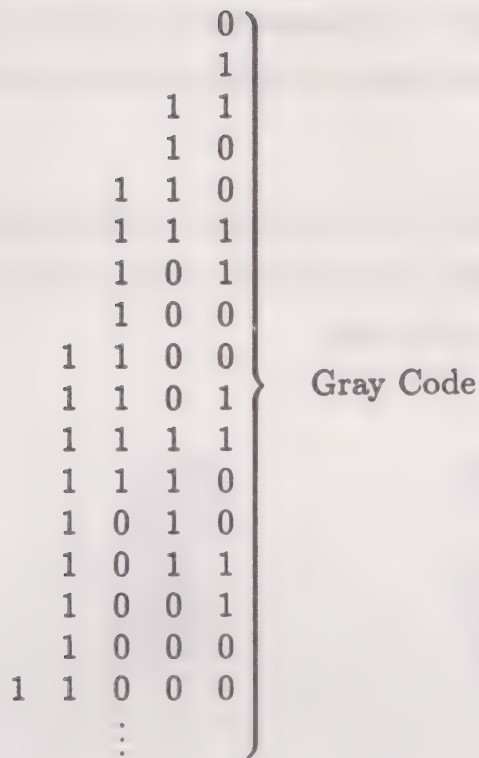 0
1
1 1
1 0
1 1 0
1 1 1
1 0 1
1 0 0
1 1 0 0
1 1 0 1
1 1 1 1
1 1 1 0
1 0 1 0
1 0 1 1
1 0 0 1
1 0 0 0
1 1 0 0 0
⋮
Gray Code